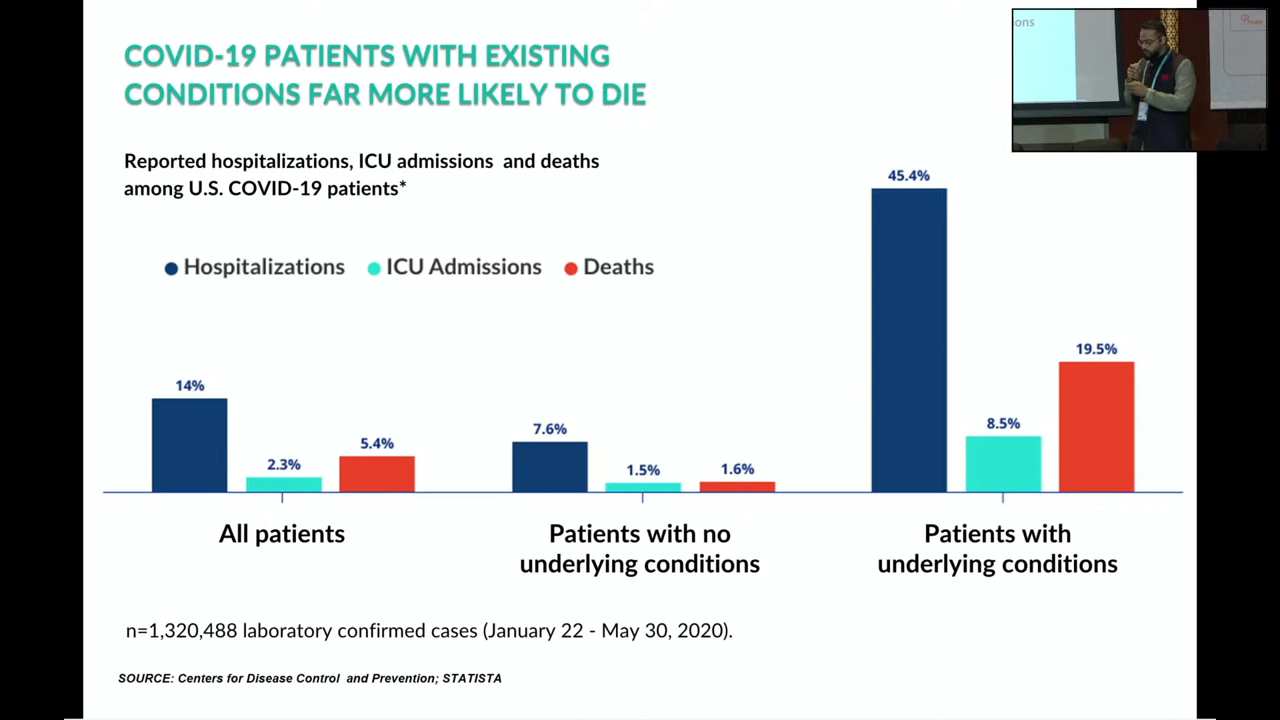 COVID-19 PATIENTS WITH EXISTING
CONDITIONS FAR MORE LIKELY TO DIE
Reported hospitalizations, ICU admissions and deaths
among U.S. COVID-19 patients*
Hospitalizations ICU Admissions Deaths
14%
2.3%
5.4%
7.6%
1.5%
1.6%
45.4%
8.5%
19.5%
All patients
Patients with no
underlying conditions
Patients with
underlying conditions
n=1,320,488 laboratory confirmed cases (January 22 - May 30, 2020).
SOURCE: Centers for Disease Control and Prevention; STATISTA
ons